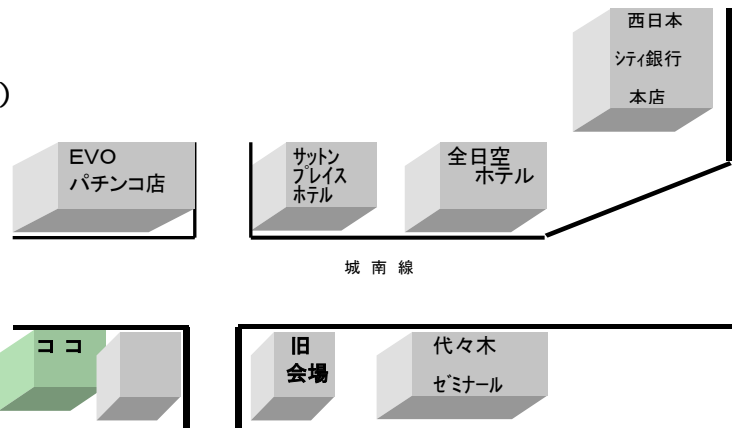 西日本
シティ銀行
本店
)
EVO
パチンコ店
サットン
プレイス
ホテル
全日空
ホテル
城南線
ココ
旧
会場
代々木
ゼミナール